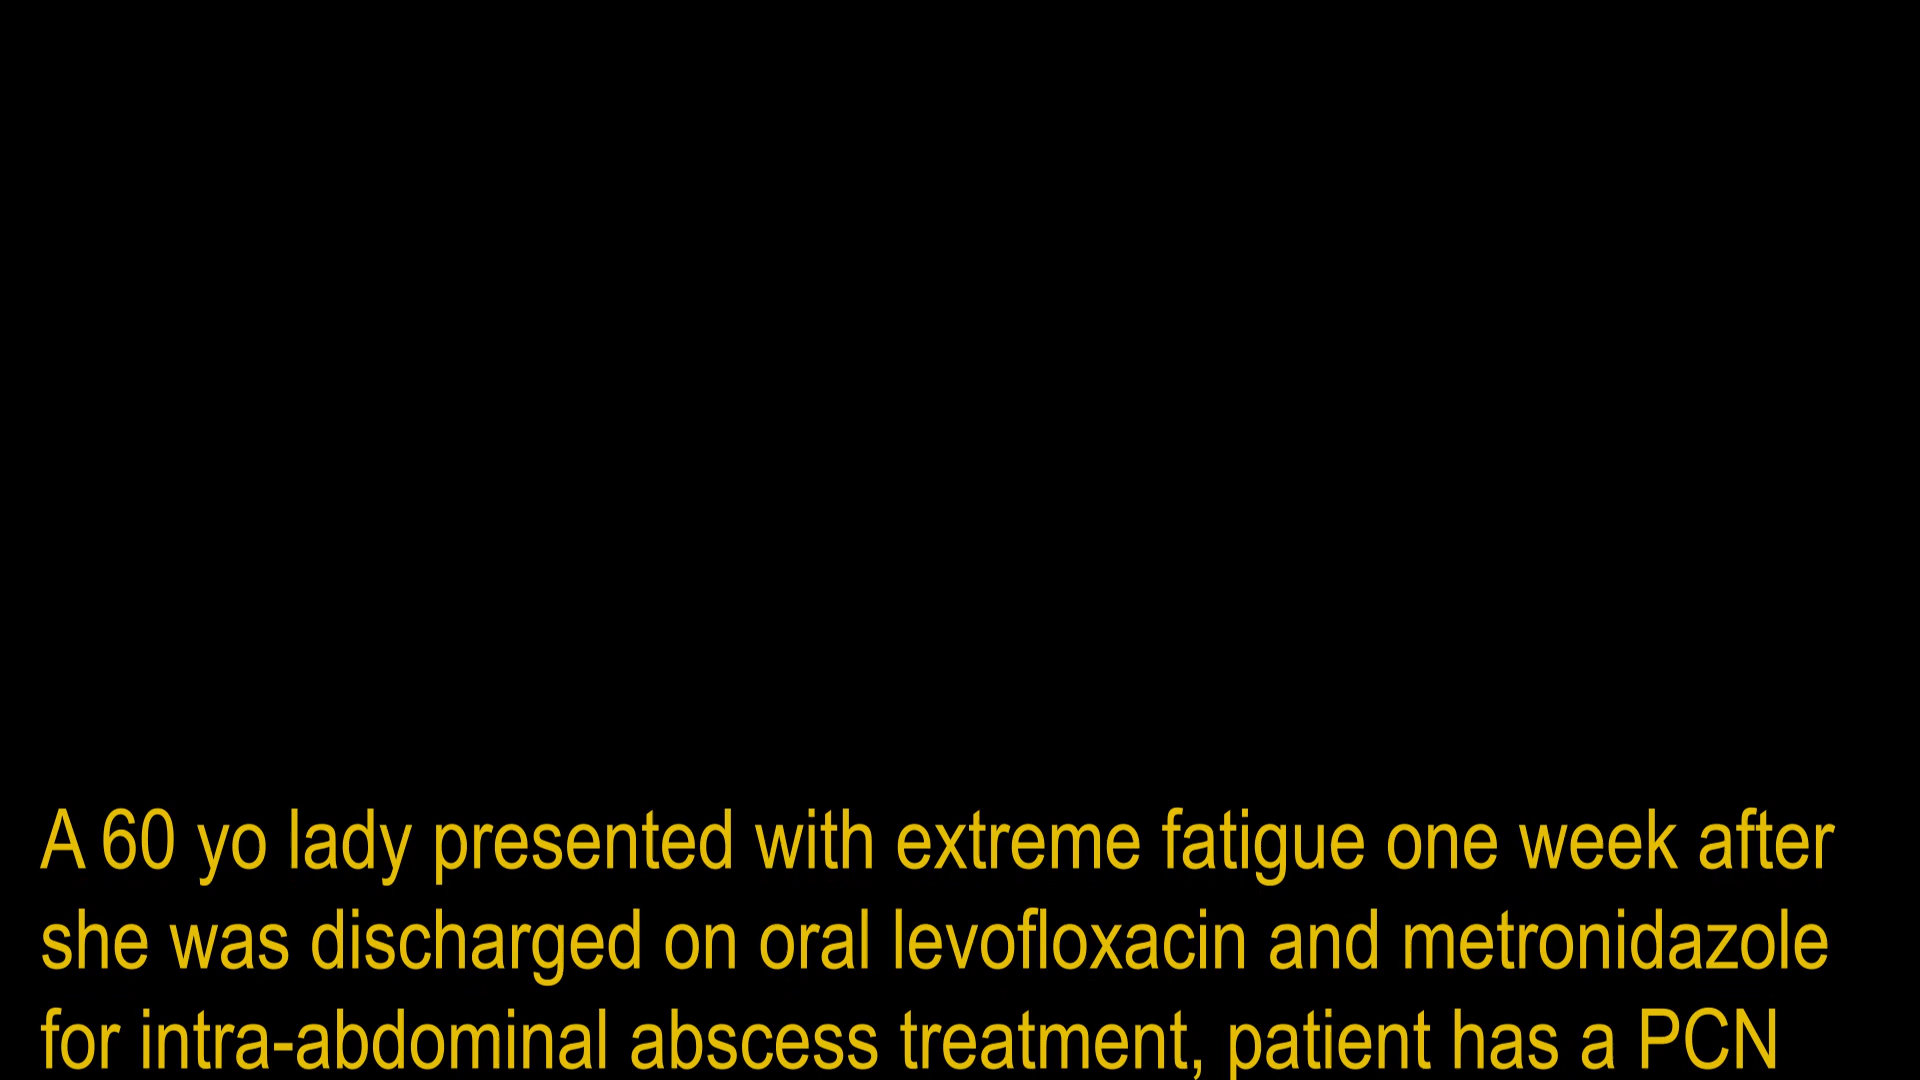 A 60 yo lady presented with extreme fatigue one week after
she was discharged on oral levofloxacin and metronidazole
for intra-abdominal abscess treatment, patient has a PCN